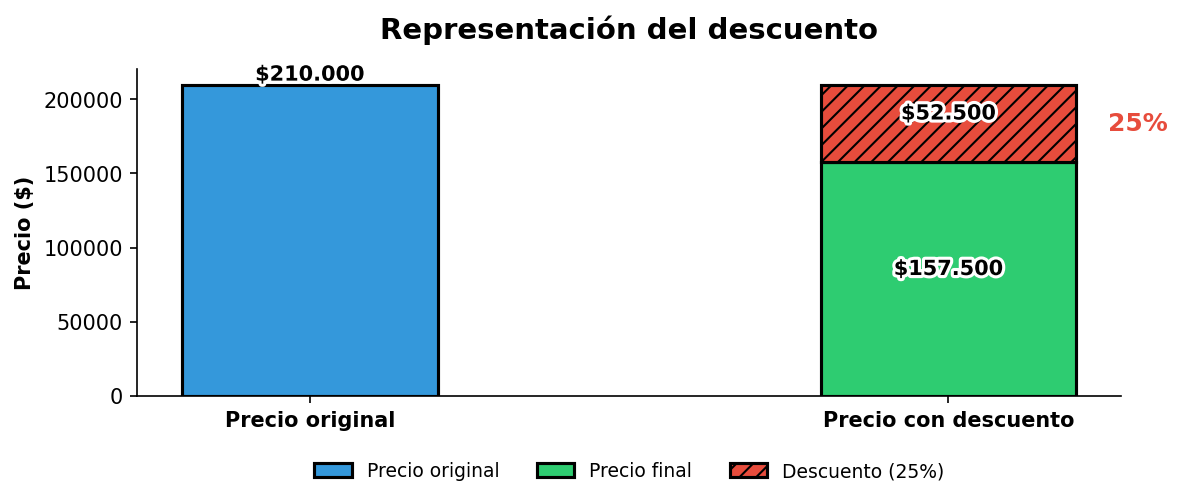 Representación del descuento
Precio ($)
200000
150000
100000
50000
0
$210.000
$52.500
25%
$157.500
Precio original
Precio con descuento
Precio original
Precio final
Descuento (25%)